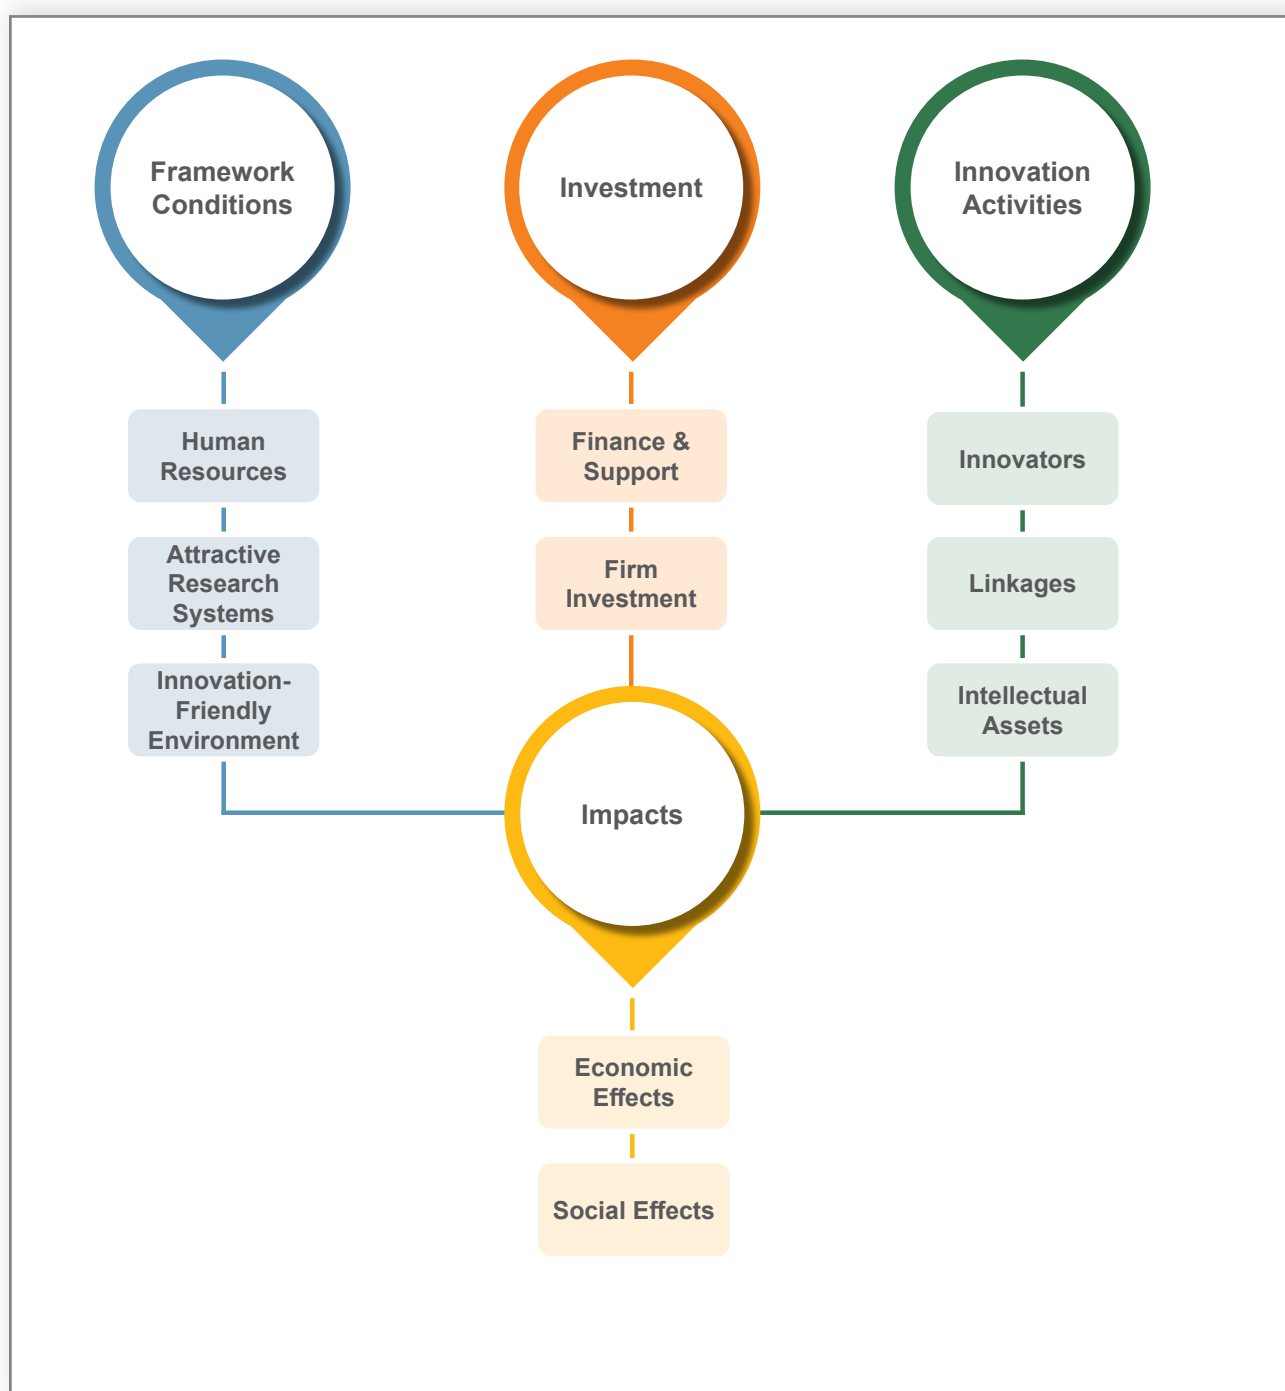 Framework
Conditions
Investment
Innovation
Activities
Human
Resources
Finance &
Support
Innovators
Attractive
Research
Systems
Firm
Investment
Linkages
Innovation-
Friendly
Environment
Intellectual
Assets
Impacts
Economic
Effects
Social Effects